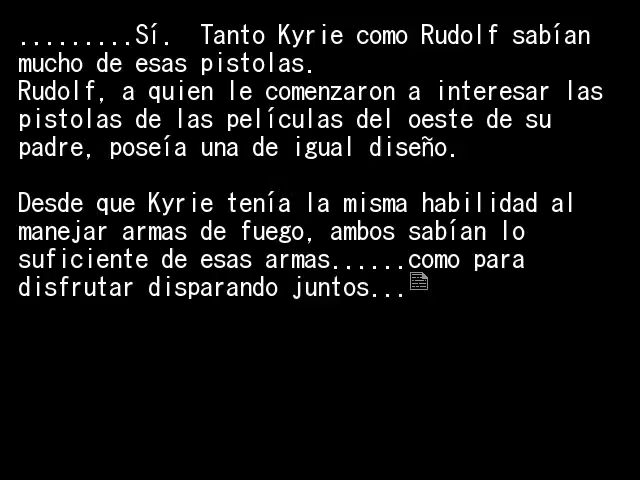 .........Sí.  Tanto Kyrie como Rudolf sabían
mucho de esas pistolas.
Rudolf, a quien le comenzaron a interesar las
pistolas de las películas del oeste de su
padre, poseía una de igual diseño.
Desde que Kyrie tenía la misma habilidad al
manejar armas de fuego, ambos sabían lo
suficiente de esas armas......como para
disfrutar disparando juntos...